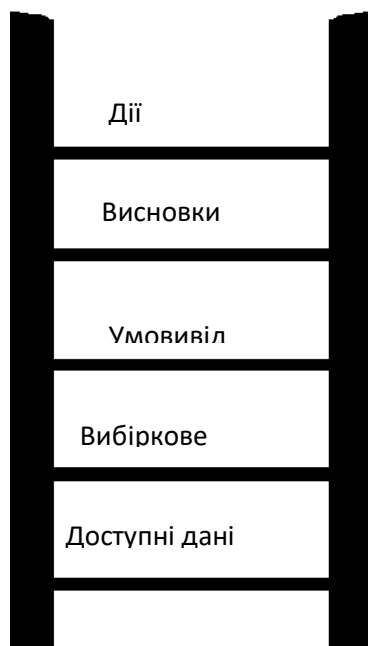 Дії
Висновки
Умовивід
Вибіркове
Доступні дані